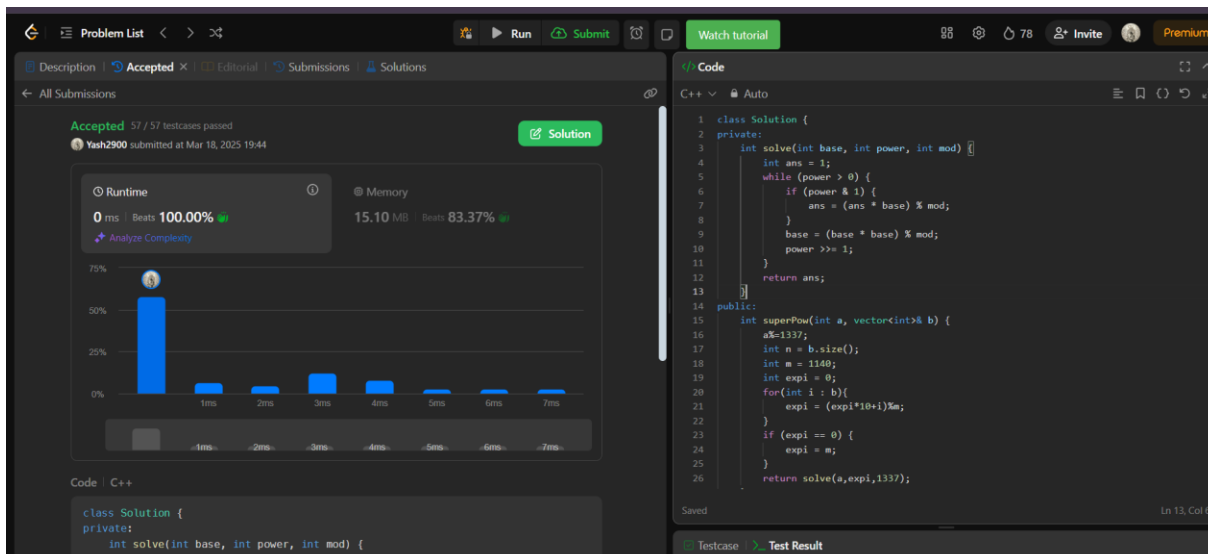 Problem List
Run
Submit
Watch tutorial
78
Invite
Premium
Description | Accepted × | Editorial | Submissions | Solutions
← All Submissions
Accepted 57 / 57 testcases passed
Yash2900 submitted at Mar 18, 2025 19:44
Solution
Runtime
0 ms | Beats 100.00%
Analyze Complexity
Memory
15.10 MB | Beats 83.37%
75%
50%
25%
0%
1ms 2ms 3ms 4ms 5ms 6ms 7ms
1ms 2ms 3ms 4ms 5ms 6ms 7ms
Code | C++
class Solution {
private:
int solve(int base, int power, int mod) {
</> Code
C++ Auto
1 class Solution {
2 private:
3 int solve(int base, int power, int mod) {
4 int ans = 1;
5 while (power > 0) {
6 if (power & 1) {
7 ans = (ans * base) % mod;
8 }
9 base = (base * base) % mod;
10 power >>= 1;
11 }
12 return ans;
13 }
14 public:
15 int superPow(int a, vector<int>& b) {
16 a%=1337;
17 int n = b.size();
18 int m = 1140;
19 int expi = 0;
20 for(int i : b){
21 expi = (expi*10+i)%m;
22 }
23 if (expi == 0) {
24 expi = m;
25 }
26 return solve(a,expi,1337);
Saved
Ln 13, Col 6
Testcase | >_ Test Result